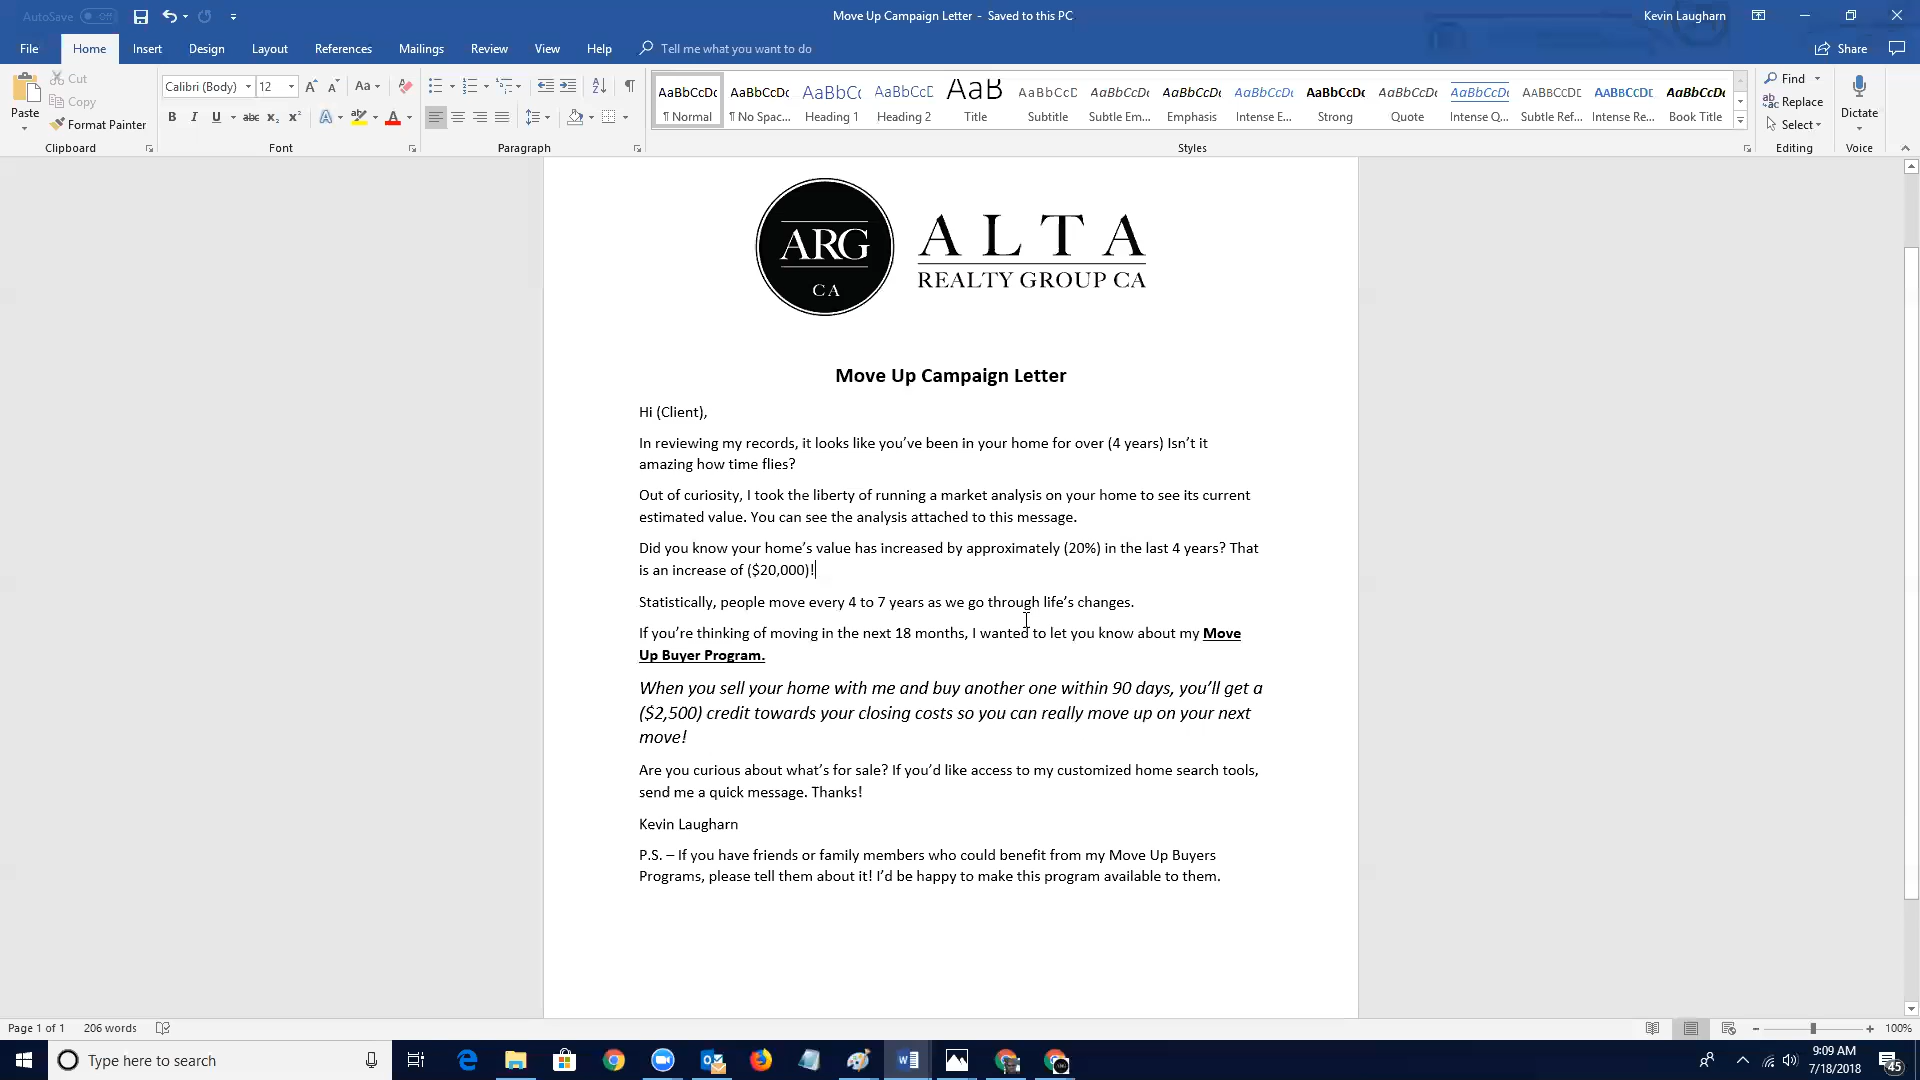 AutoSave Off
Move Up Campaign Letter - Saved to this PC
Kevin Laugharn
File Home Insert Design Layout References Mailings Review View Help Tell me what you want to do
Share
Paste
Cut
Copy
Format Painter
Clipboard
Calibri (Body) 12
Font
Paragraph
AaBbCcDc AaBbCcDc AaBbCc AaBbCcD AaB AaBbCcD AaBbCcDc AaBbCcDc AaBbCcDc AaBbCcDc AaBbCcDc AaBbCcDc AABBCCDD AABBCCDD AaBbCcDc
¶ Normal ¶ No Spac... Heading 1 Heading 2 Title Subtitle Subtle Em... Emphasis Intense E... Strong Quote Intense Q... Subtle Ref... Intense Re... Book Title
Styles
Find
Replace
Select
Editing
Dictate
Voice
ARG
CA
ALTA
REALTY GROUP CA
Move Up Campaign Letter
Hi (Client),
In reviewing my records, it looks like you’ve been in your home for over (4 years) Isn’t it
amazing how time flies?
Out of curiosity, I took the liberty of running a market analysis on your home to see its current
estimated value. You can see the analysis attached to this message.
Did you know your home’s value has increased by approximately (20%) in the last 4 years? That
is an increase of ($20,000)!
Statistically, people move every 4 to 7 years as we go through life’s changes.
If you’re thinking of moving in the next 18 months, I wanted to let you know about my Move
Up Buyer Program.
When you sell your home with me and buy another one within 90 days, you’ll get a
($2,500) credit towards your closing costs so you can really move up on your next
move!
Are you curious about what’s for sale? If you’d like access to my customized home search tools,
send me a quick message. Thanks!
Kevin Laugharn
P.S. – If you have friends or family members who could benefit from my Move Up Buyers
Programs, please tell them about it! I’d be happy to make this program available to them.
Page 1 of 1 206 words
100%
Type here to search
9:09 AM
7/18/2018
45